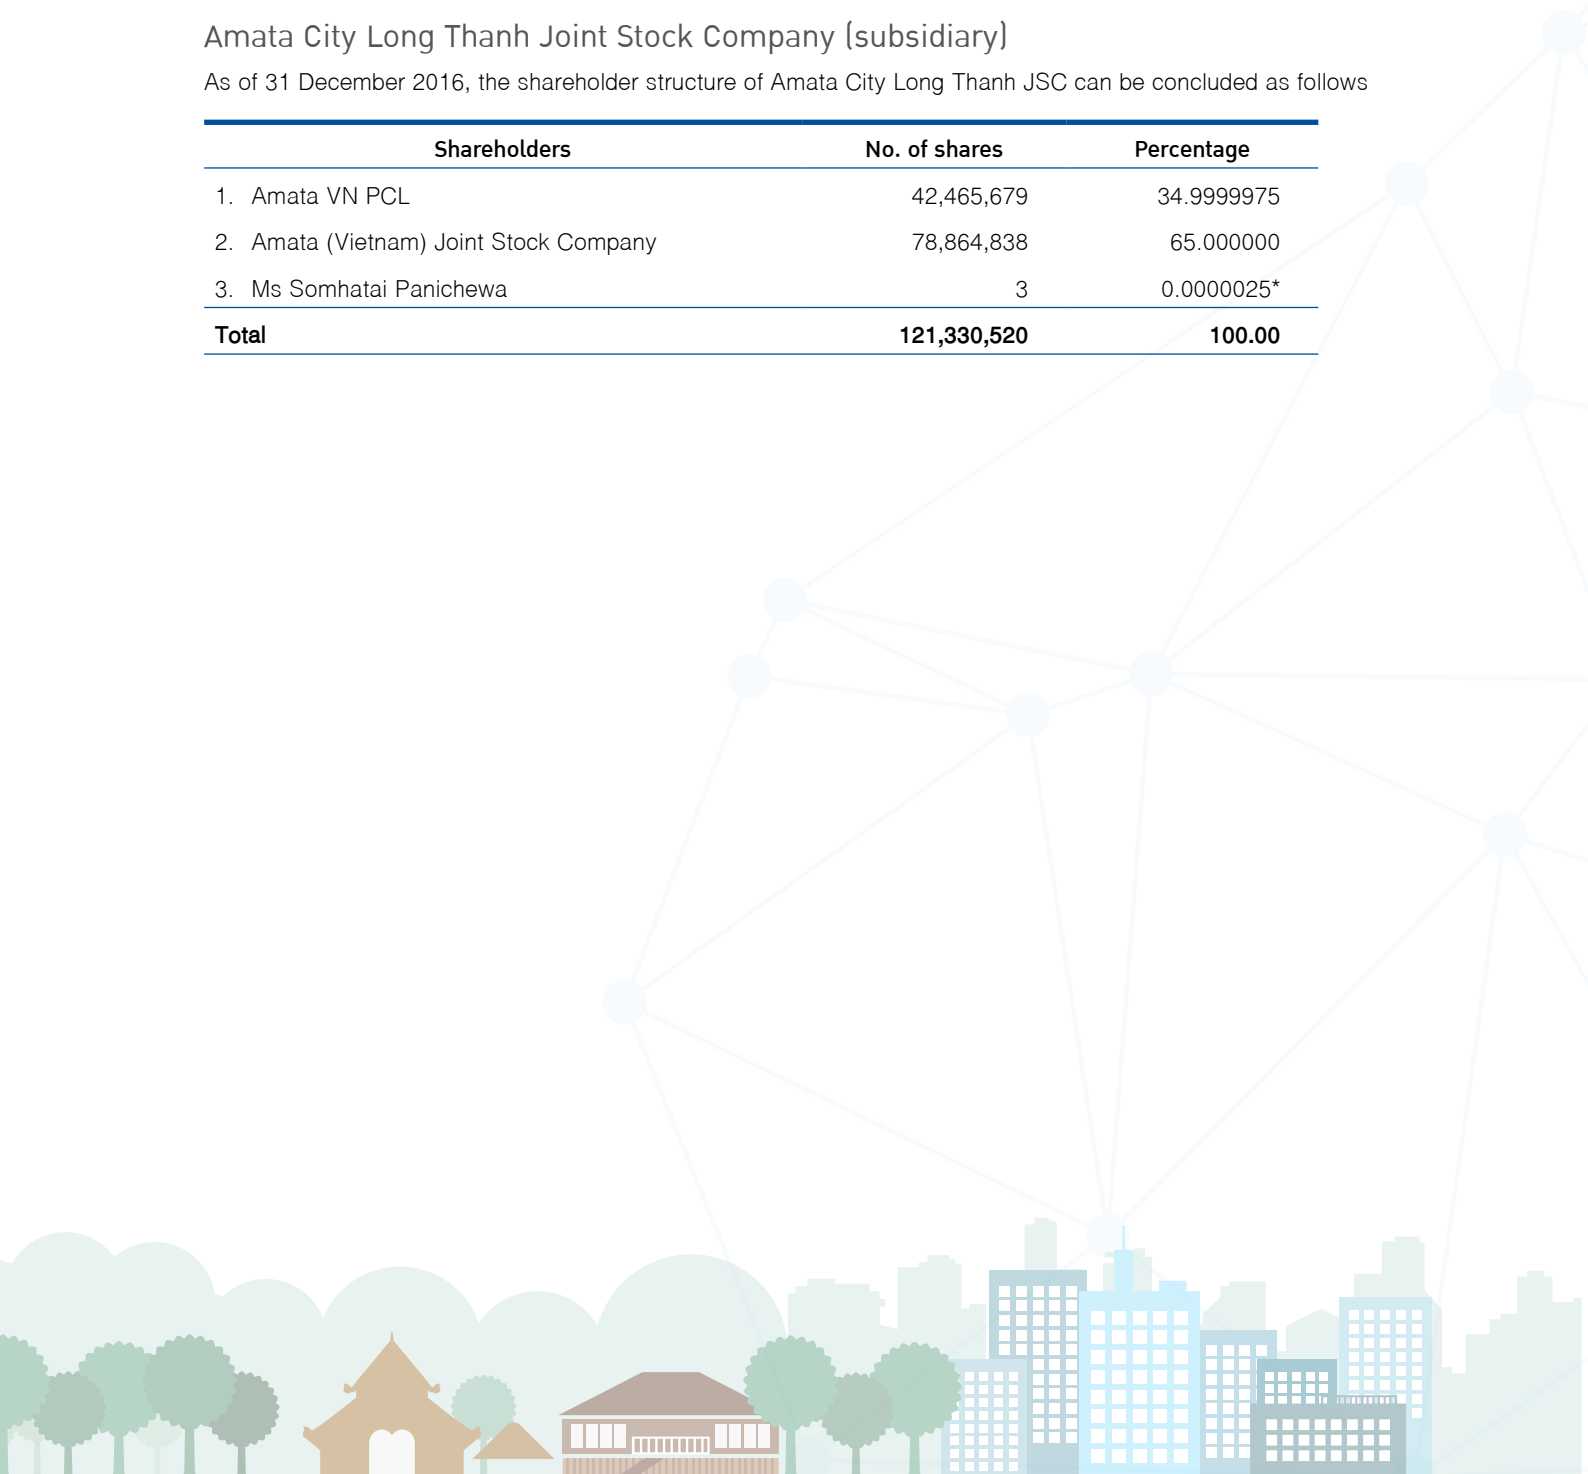 Amata City Long Thanh Joint Stock Company (subsidiary)
As of 31 December 2016, the shareholder structure of Amata City Long Thanh JSC can be concluded as follows
Shareholders No. of shares Percentage
1. Amata VN PCL 42,465,679 34.9999975
2. Amata (Vietnam) Joint Stock Company 78,864,838 65.000000
3. Ms Somhatai Panichewa 3 0.0000025*
Total 121,330,520 100.00